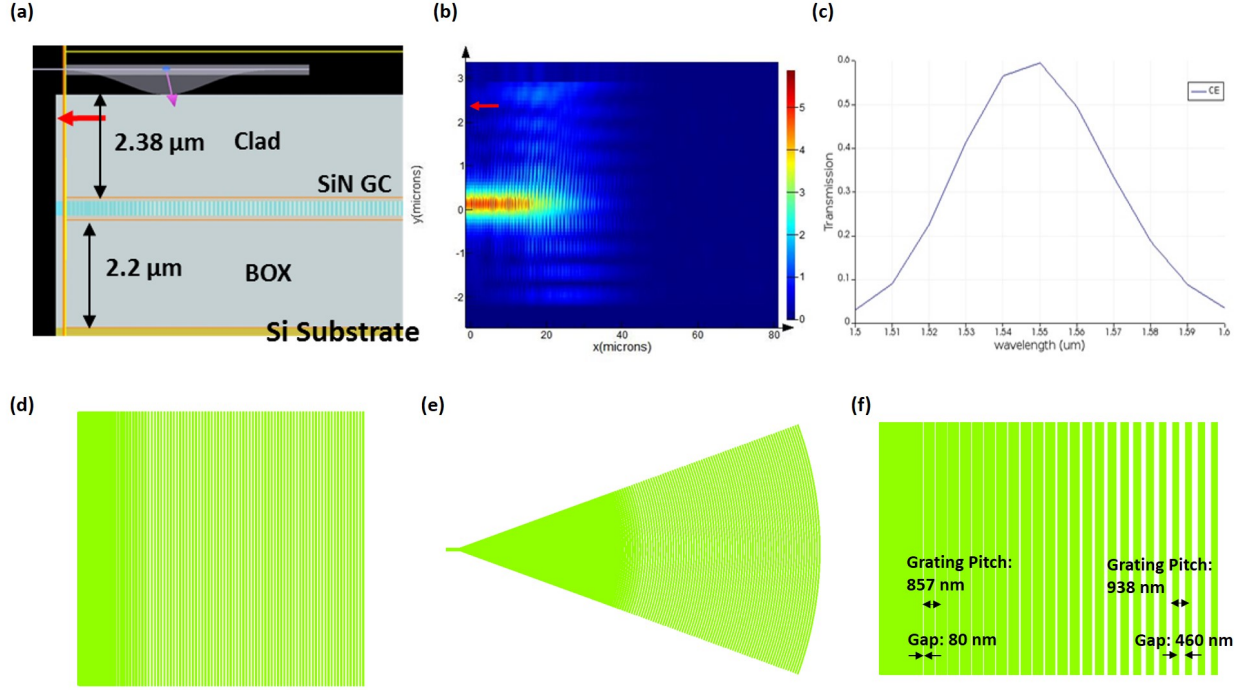 (a)
2.38 µm
Clad
SiN GC
2.2 µm
BOX
Si Substrate
(b)
3
2
1
0
-1
-2
y(microns)
0
20
40
60
80
x(microns)
5
4
3
2
1
0
(c)
0.6
0.5
0.4
0.3
0.2
0.1
0
Transmission
CE
1.5
1.51
1.52
1.53
1.54
1.55
1.56
1.57
1.58
1.59
1.6
wavelength (um)
(d)
(e)
(f)
Grating Pitch:
857 nm
Gap: 80 nm
Grating Pitch:
938 nm
Gap: 460 nm